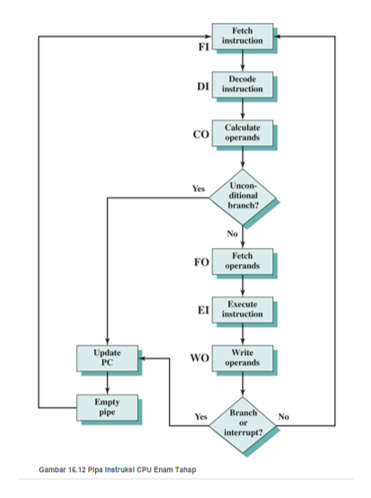 Fetch
instruction
FI
Decode
instruction
DI
Calculate
operands
CO
Yes
Uncon-
ditional
branch?
No
Fetch
operands
FO
Execute
instruction
EI
Update
PC
WO
Write
operands
Empty
pipe
Yes
Branch
or
interrupt?
No
Gambar 16.12 Pipa Instruksi CPU Enam Tahap